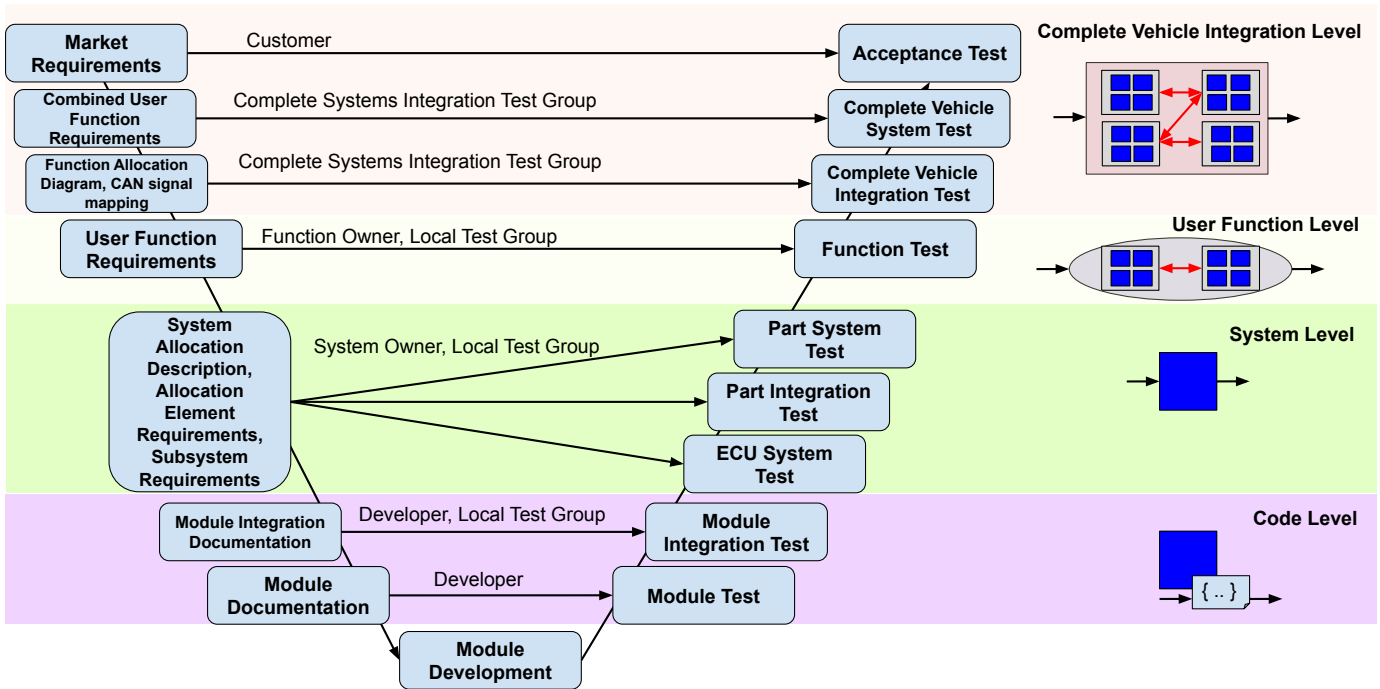 Market
Requirements
Customer
Acceptance Test
Complete Vehicle Integration Level
Combined User
Function
Requirements
Complete Systems Integration Test Group
Complete Vehicle
System Test
Function Allocation
Diagram, CAN signal
mapping
Complete Systems Integration Test Group
Complete Vehicle
Integration Test
User Function
Requirements
Function Owner, Local Test Group
Function Test
User Function Level
System
Allocation
Description,
Allocation
Element
Requirements,
Subsystem
Requirements
System Owner, Local Test Group
Part System
Test
Part Integration
Test
ECU System
Test
System Level
Module Integration
Documentation
Developer, Local Test Group
Module
Integration Test
Code Level
{ .. }
Module
Documentation
Developer
Module Test
Module
Development